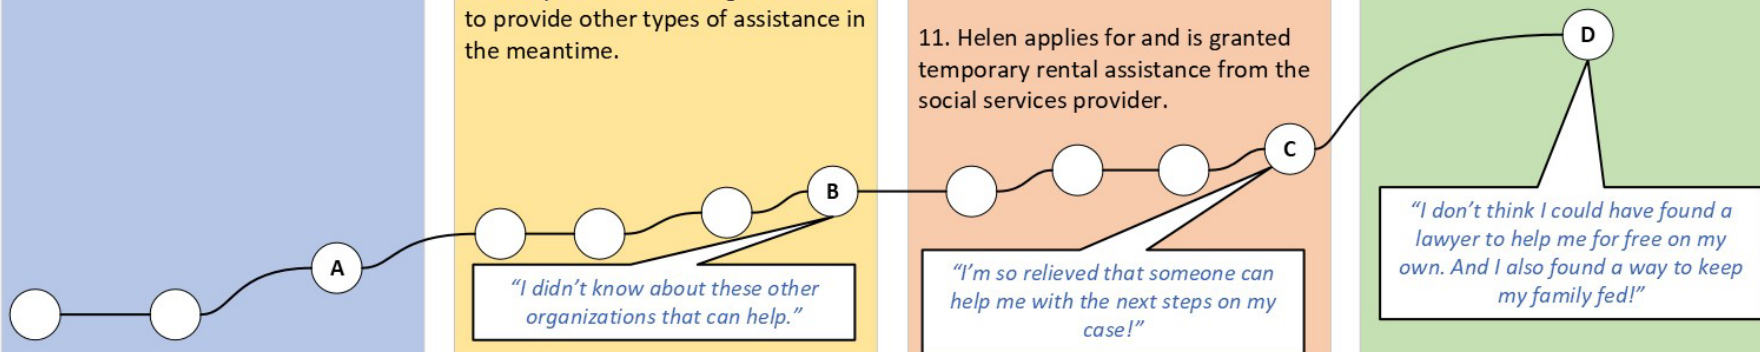 to provide other types of assistance in
the meantime.
A
B
“I didn’t know about these other
organizations that can help.”
11. Helen applies for and is granted
temporary rental assistance from the
social services provider.
C
“I’m so relieved that someone can
help me with the next steps on my
case!”
D
“I don’t think I could have found a
lawyer to help me for free on my
own. And I also found a way to keep
my family fed!”